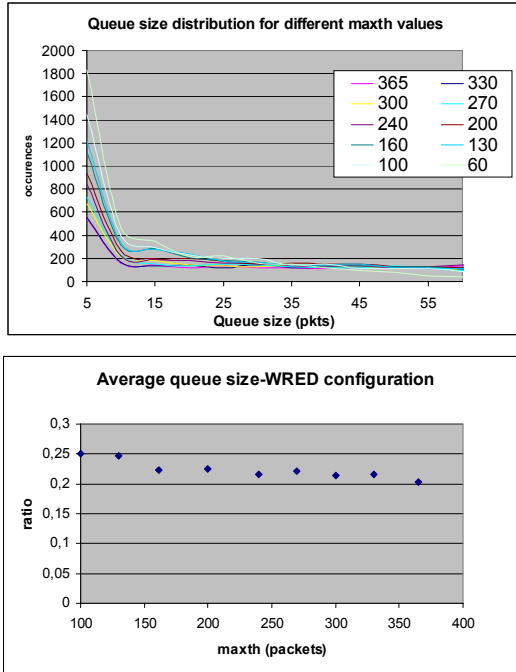 Queue size distribution for different maxth values
2000
1800
1600
1400
1200
1000
800
600
400
200
0
occurences
365 330
300 270
240 200
160 130
100 60
5 15 25 35 45 55
Queue size (pkts)
Average queue size-WRED configuration
0,3
0,25
0,2
0,15
0,1
0,05
0
ratio
100 150 200 250 300 350 400
maxth (packets)